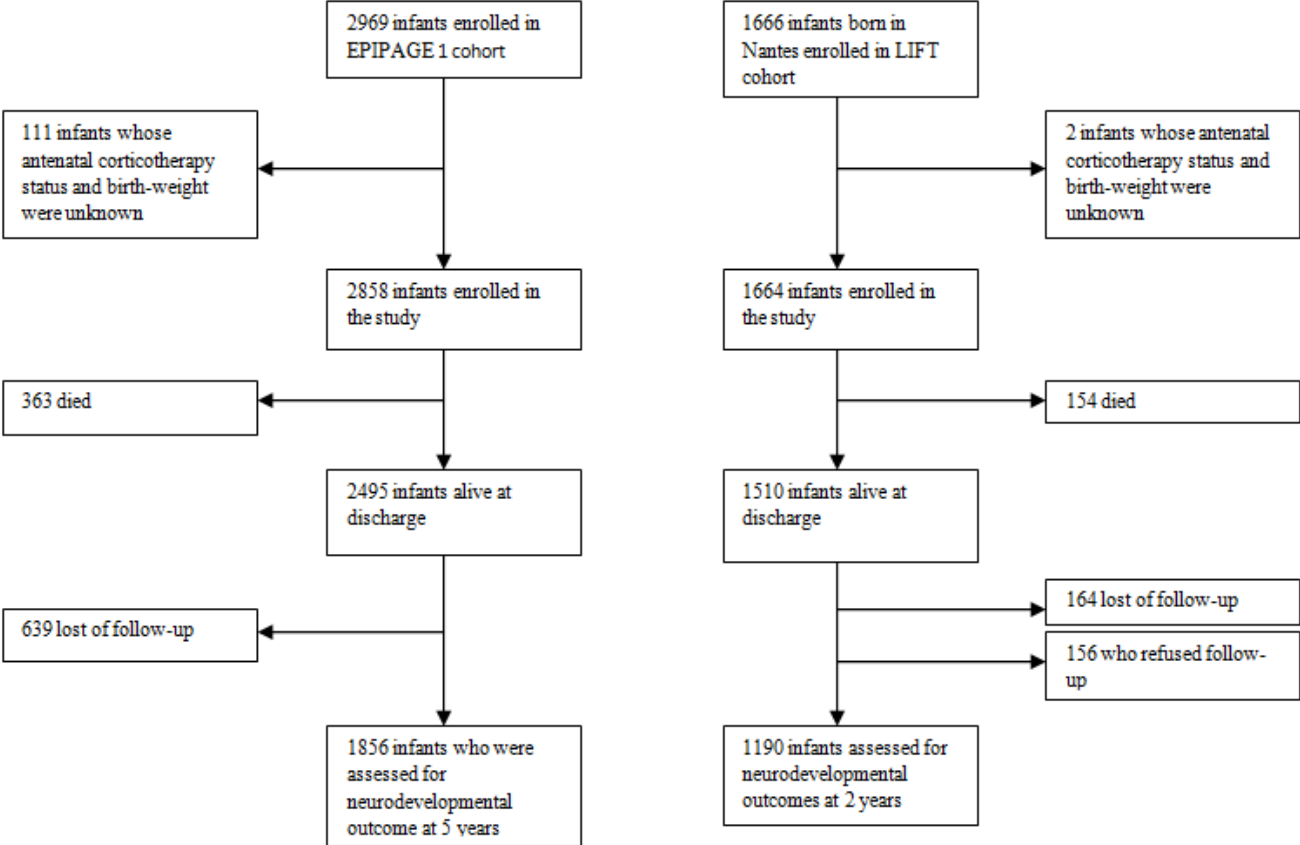 2969 infants enrolled in
EPIPAGE 1 cohort
1666 infants born in
Nantes enrolled in LIFT
cohort
111 infants whose
antenatal corticotherapy
status and birth-weight
were unknown
2 infants whose antenatal
corticotherapy status and
birth-weight were
unknown
2858 infants enrolled in
the study
1664 infants enrolled in
the study
363 died
154 died
2495 infants alive at
discharge
1510 infants alive at
discharge
639 lost of follow-up
164 lost of follow-up
156 who refused follow-
up
1856 infants who were
assessed for
neurodevelopmental
outcome at 5 years
1190 infants assessed for
neurodevelopmental
outcomes at 2 years